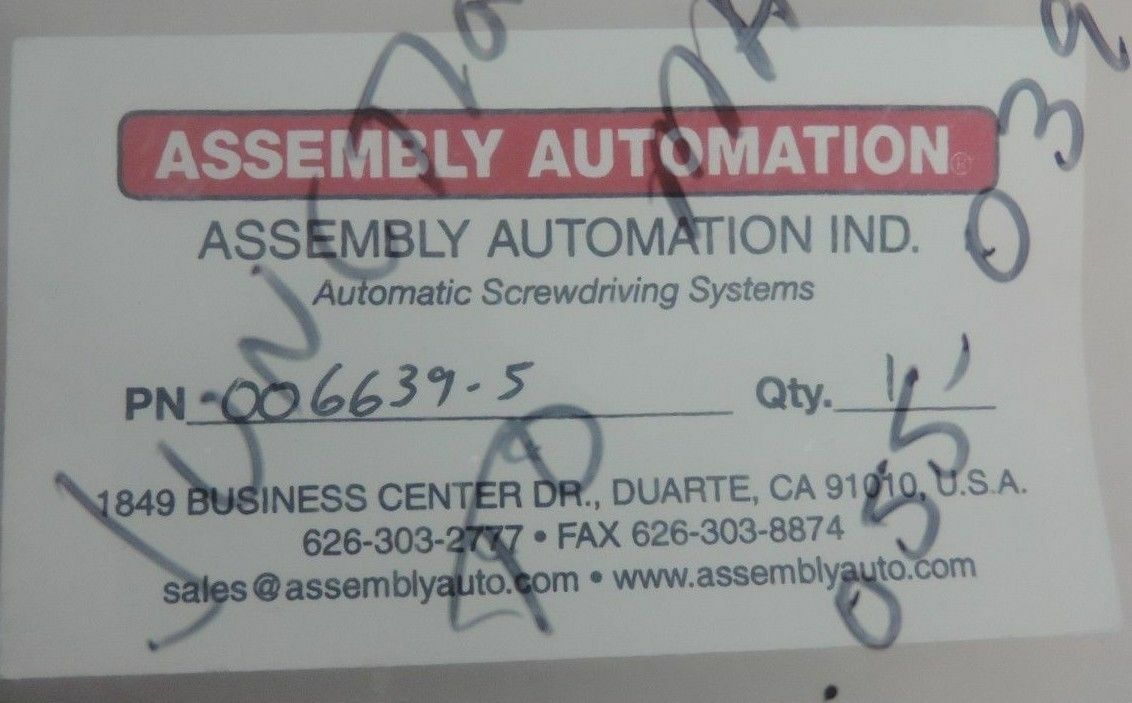 ASSEMBLY AUTOMATION®
ASSEMBLY AUTOMATION IND.
Automatic Screwdriving Systems
PN 006639-5 Qty. 1
1849 BUSINESS CENTER DR., DUARTE, CA 91010, U.S.A.
626-303-2777 • FAX 626-303-8874
sales@assemblyauto.com • www.assemblyauto.com